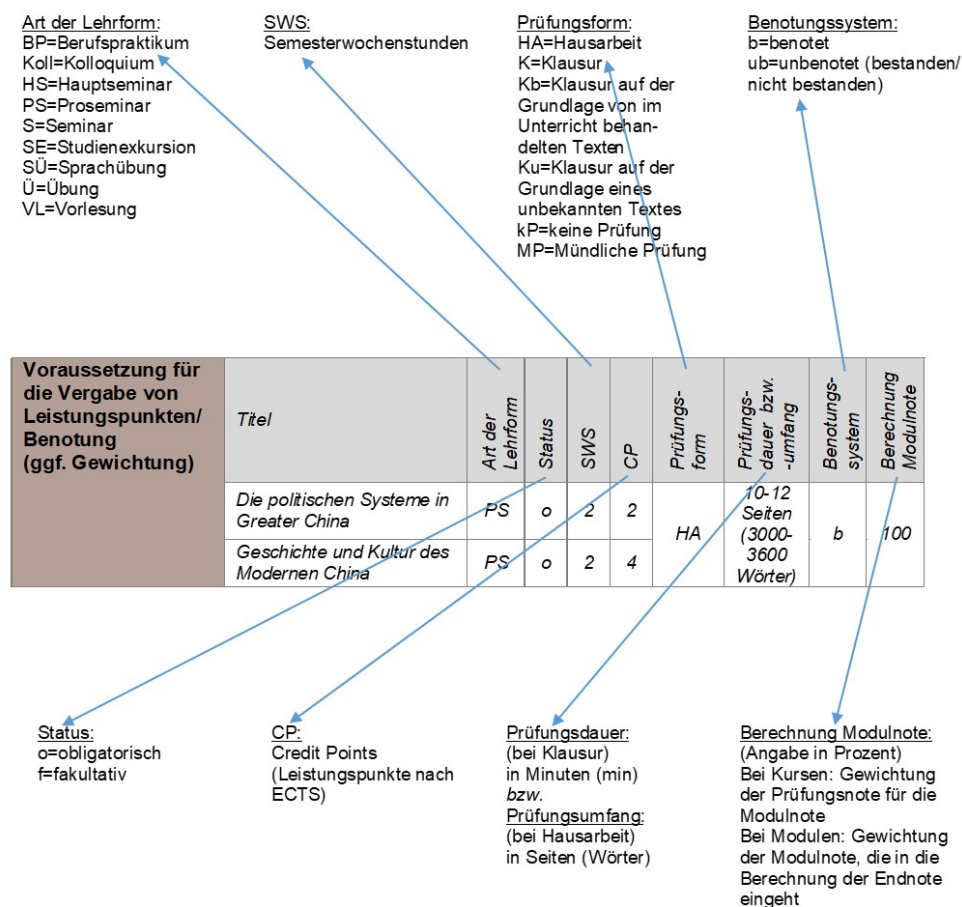 Art der Lehrform:
BP=Berufspraktikum
Koll=Kolloquium
HS=Hauptseminar
PS=Proseminar
S=Seminar
SE=Studienexkursion
SÜ=Sprachübung
Ü=Übung
VL=Vorlesung
SWS:
Semesterwochenstunden
Prüfungsform:
HA=Hausarbeit
K=Klausur
Kb=Klausur auf der
Grundlage von im
Unterricht behan-
delten Texten
Ku=Klausur auf der
Grundlage eines
unbekannten Textes
kP=keine Prüfung
MP=Mündliche Prüfung
Benotungssystem:
b=benotet
ub=unbenotet (bestanden/
nicht bestanden)
Voraussetzung für
die Vergabe von
Leistungspunkten/
Benotung
(ggf. Gewichtung)
Titel
Art der
Lehrform
Status
SWS
CP
Prüfungs-
form
Prüfungs-
dauer bzw.
-umfang
Benotungs-
system
Berechnung
Modulnote
Die politischen Systeme in
Greater China
PS
o
2
2
Geschichte und Kultur des
Modernen China
PS
o
2
4
HA
10-12
Seiten
(3000-
3600
Wörter)
b
100
Status:
o=obligatorisch
f=fakultativ
CP:
Credit Points
(Leistungspunkte nach
ECTS)
Prüfungsdauer:
(bei Klausur)
in Minuten (min)
bzw.
Prüfungsumfang:
(bei Hausarbeit)
in Seiten (Wörter)
Berechnung Modulnote:
(Angabe in Prozent)
Bei Kursen: Gewichtung
der Prüfungsnote für die
Modulnote
Bei Modulen: Gewichtung
der Modulnote, die in die
Berechnung der Endnote
eingeht